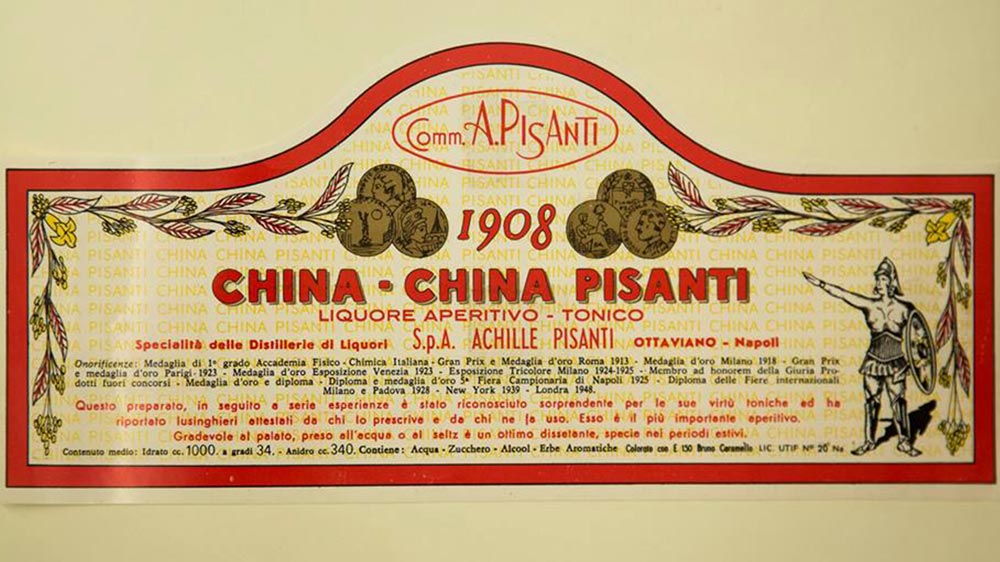 Comm. A. PISANTI
1908
CHINA - CHINA PISANTI
LIQUORE APERITIVO - TONICO
Specialità delle Distillerie di Liquori S.p.A. ACHILLE PISANTI OTTAVIANO - Napoli
Onorificenze: Medaglia di 1° grado Accademia Fisico - Chimica Italiana - Gran Prix e Medaglia d'oro Roma 1913 - Medaglia d'oro Milano 1918 - Gran Prix
e medaglia d'oro Parigi - 1923 - Medaglia d'oro Esposizione Venezia 1923 - Esposizione Tricolore Milano 1924-1925 - Membro ad honorem della Giuria Pro-
dotti fuori concorsi - Medaglia d'oro e diploma - Diploma e medaglia d'oro 5ª Fiera Campionaria di Napoli 1925 - Diploma delle Fiere internazionali
Milano e Padova 1928 - New York 1939 - Londra 1948.
Questo preparato, in seguito a serie esperienze è stato riconosciuto sorprendente per le sue virtù toniche ed ha
riportato lusinghieri attestati da chi lo prescrive e da chi ne fa uso. Esso è il più importante aperitivo.
Gradevole al palato, preso all'acqua o al seltz è un ottimo dissetante, specie nei periodi estivi.
Contenuto medio: Idrato cc. 1000. a gradi 34. - Anidro cc. 340. Contiene: Acqua - Zucchero - Alcool - Erbe Aromatiche Colorato con E 150 Bruno Caramello LIC. UTIF N° 20 Na